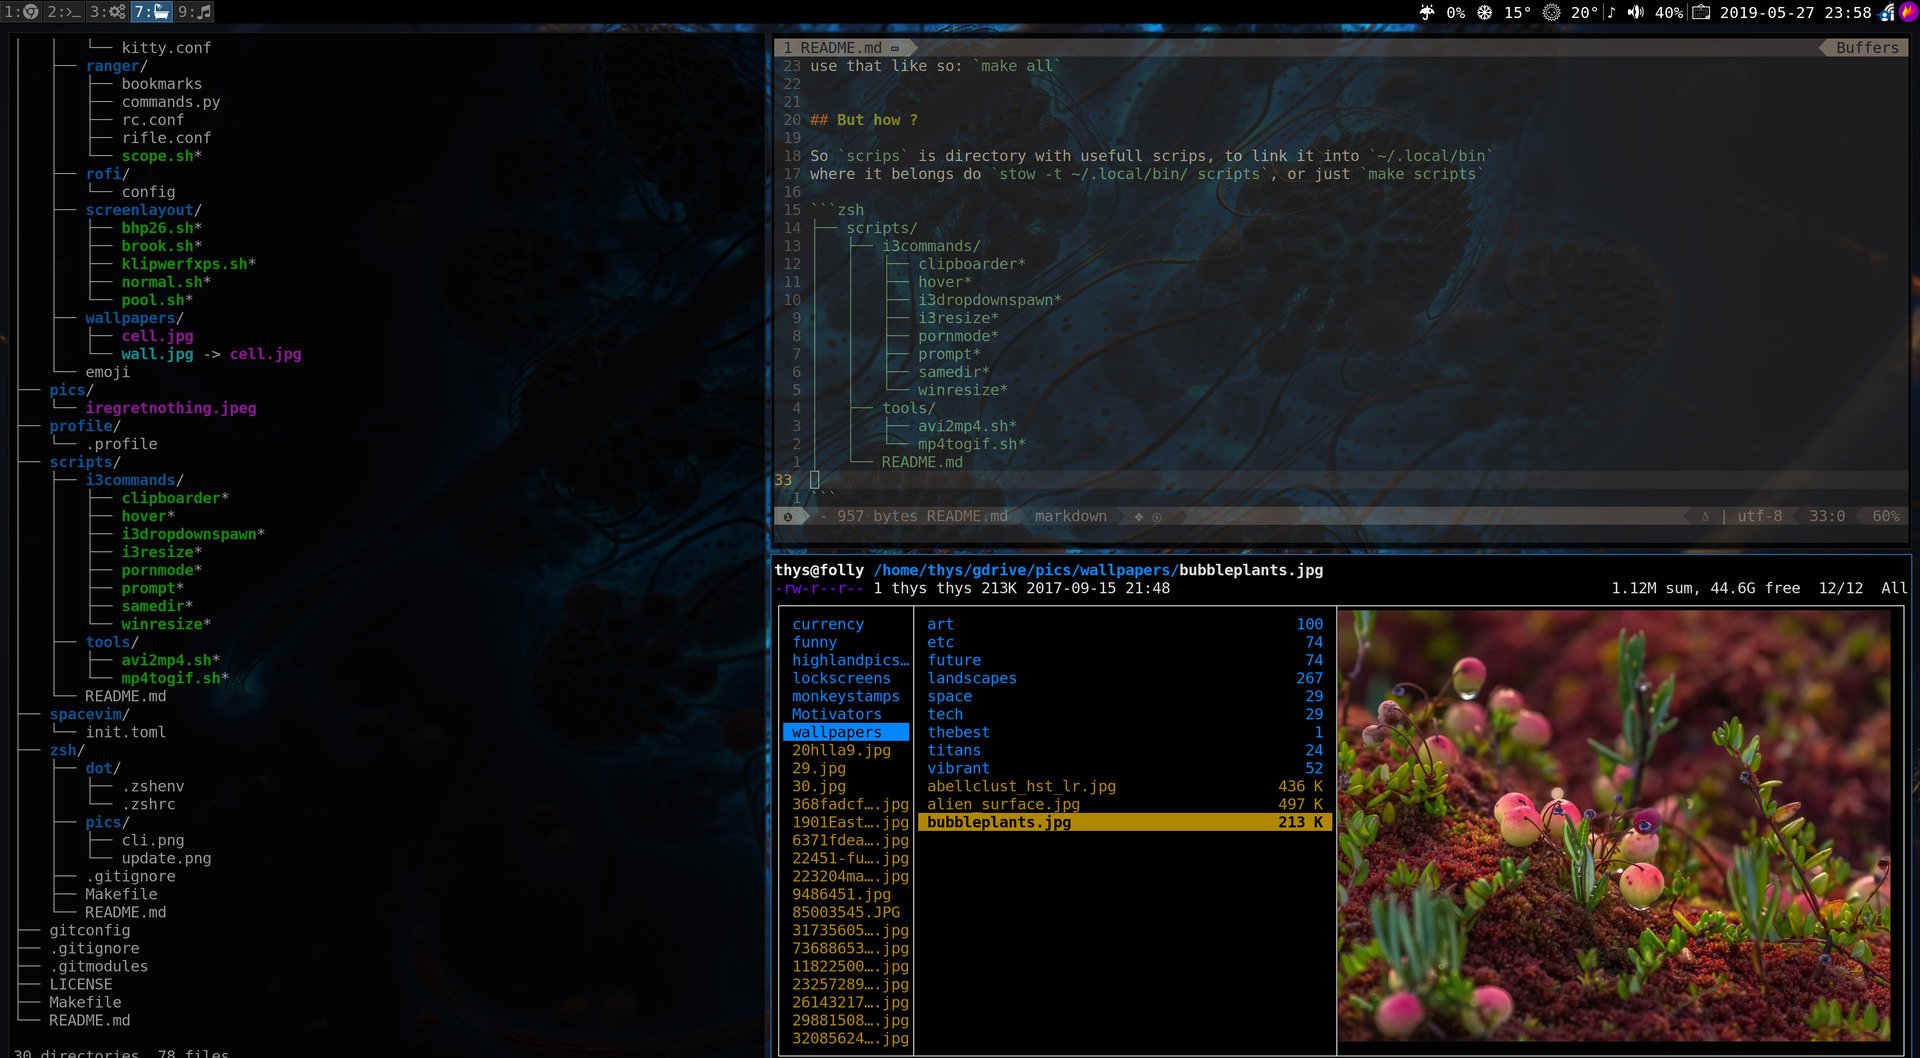 1: 2:>_ 3: 7: 9:
0% 15° 20° 40% 2019-05-27 23:58
│   │   └── kitty.conf
│   ├── ranger/
│   │   ├── bookmarks
│   │   ├── commands.py
│   │   ├── rc.conf
│   │   ├── rifle.conf
│   │   └── scope.sh*
│   ├── rofi/
│   │   └── config
│   ├── screenlayout/
│   │   ├── bhp26.sh*
│   │   ├── brook.sh*
│   │   ├── klipwerfxps.sh*
│   │   ├── normal.sh*
│   │   └── pool.sh*
│   ├── wallpapers/
│   │   ├── cell.jpg
│   │   └── wall.jpg -> cell.jpg
│   └── emoji
├── pics/
│   └── iregretnothing.jpeg
├── profile/
│   └── .profile
├── scripts/
│   ├── i3commands/
│   │   ├── clipboarder*
│   │   ├── hover*
│   │   ├── i3dropdownspawn*
│   │   ├── i3resize*
│   │   ├── pornmode*
│   │   ├── prompt*
│   │   ├── samedir*
│   │   └── winresize*
│   ├── tools/
│   │   ├── avi2mp4.sh*
│   │   └── mp4togif.sh*
│   └── README.md
├── spacevim/
│   └── init.toml
├── zsh/
│   ├── dot/
│   │   ├── .zshenv
│   │   └── .zshrc
│   ├── pics/
│   │   ├── cli.png
│   │   └── update.png
│   ├── .gitignore
│   ├── Makefile
│   └── README.md
├── gitconfig
├── .gitignore
├── .gitmodules
├── LICENSE
├── Makefile
└── README.md
30 directories, 78 files
1 README.md Buffers
23 use that like so: `make all`
22
21
20 ## But how ?
19
18 So `scrips` is directory with usefull scrips, to link it into `~/.local/bin`
17 where it belongs do `stow -t ~/.local/bin/ scripts`, or just `make scripts`
16
15 ```zsh
14 ├── scripts/
13 │   ├── i3commands/
12 │   │   ├── clipboarder*
11 │   │   ├── hover*
10 │   │   ├── i3dropdownspawn*
9 │   │   ├── i3resize*
8 │   │   ├── pornmode*
7 │   │   ├── prompt*
6 │   │   ├── samedir*
5 │   │   └── winresize*
4 │   ├── tools/
3 │   │   ├── avi2mp4.sh*
2 │   │   └── mp4togif.sh*
1 │   └── README.md
33
1 ```
- 957 bytes README.md markdown | utf-8 33:0 60%
thys@folly /home/thys/gdrive/pics/wallpapers/bubbleplants.jpg
-rw-r--r-- 1 thys thys 213K 2017-09-15 21:48 1.12M sum, 44.6G free 12/12 All
currency
funny
highlandpics…
lockscreens
monkeystamps
Motivators
wallpapers
20hlla9.jpg
29.jpg
30.jpg
368fadcf….jpg
1901East….jpg
6371fdea….jpg
22451-fu….jpg
223204ma….jpg
9486451.jpg
85003545.JPG
31735605….jpg
73688653….jpg
11822500….jpg
23257289….jpg
26143217….jpg
29881508….jpg
32085624….jpg
art 100
etc 74
future 74
landscapes 267
space 29
tech 29
thebest 1
titans 24
vibrant 52
abellclust_hst_lr.jpg 436 K
alien_surface.jpg 497 K
bubbleplants.jpg 213 K